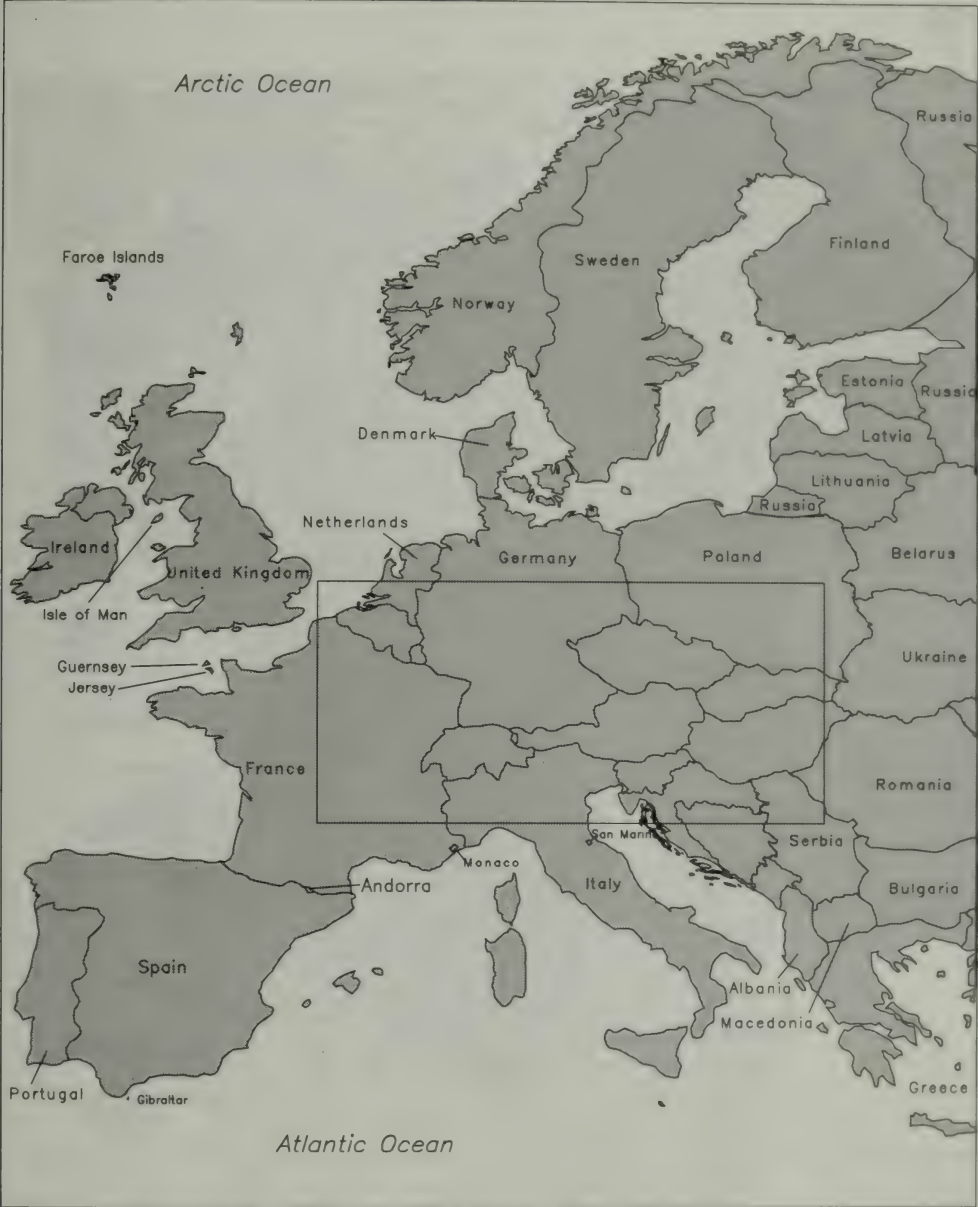 Arctic Ocean
Russia
Faroe Islands
Finland
Sweden
Norway
Estonia
Russia
Denmark
Latvia
Lithuania
Russia
Netherlands
Ireland
Germany
Poland
Belarus
United Kingdom
Isle of Man
Guernsey
Jersey
Ukraine
France
Romania
San Marino
Serbia
Monaco
Andorra
Italy
Bulgaria
Spain
Albania
Macedonia
Portugal
Gibraltar
Greece
Atlantic Ocean